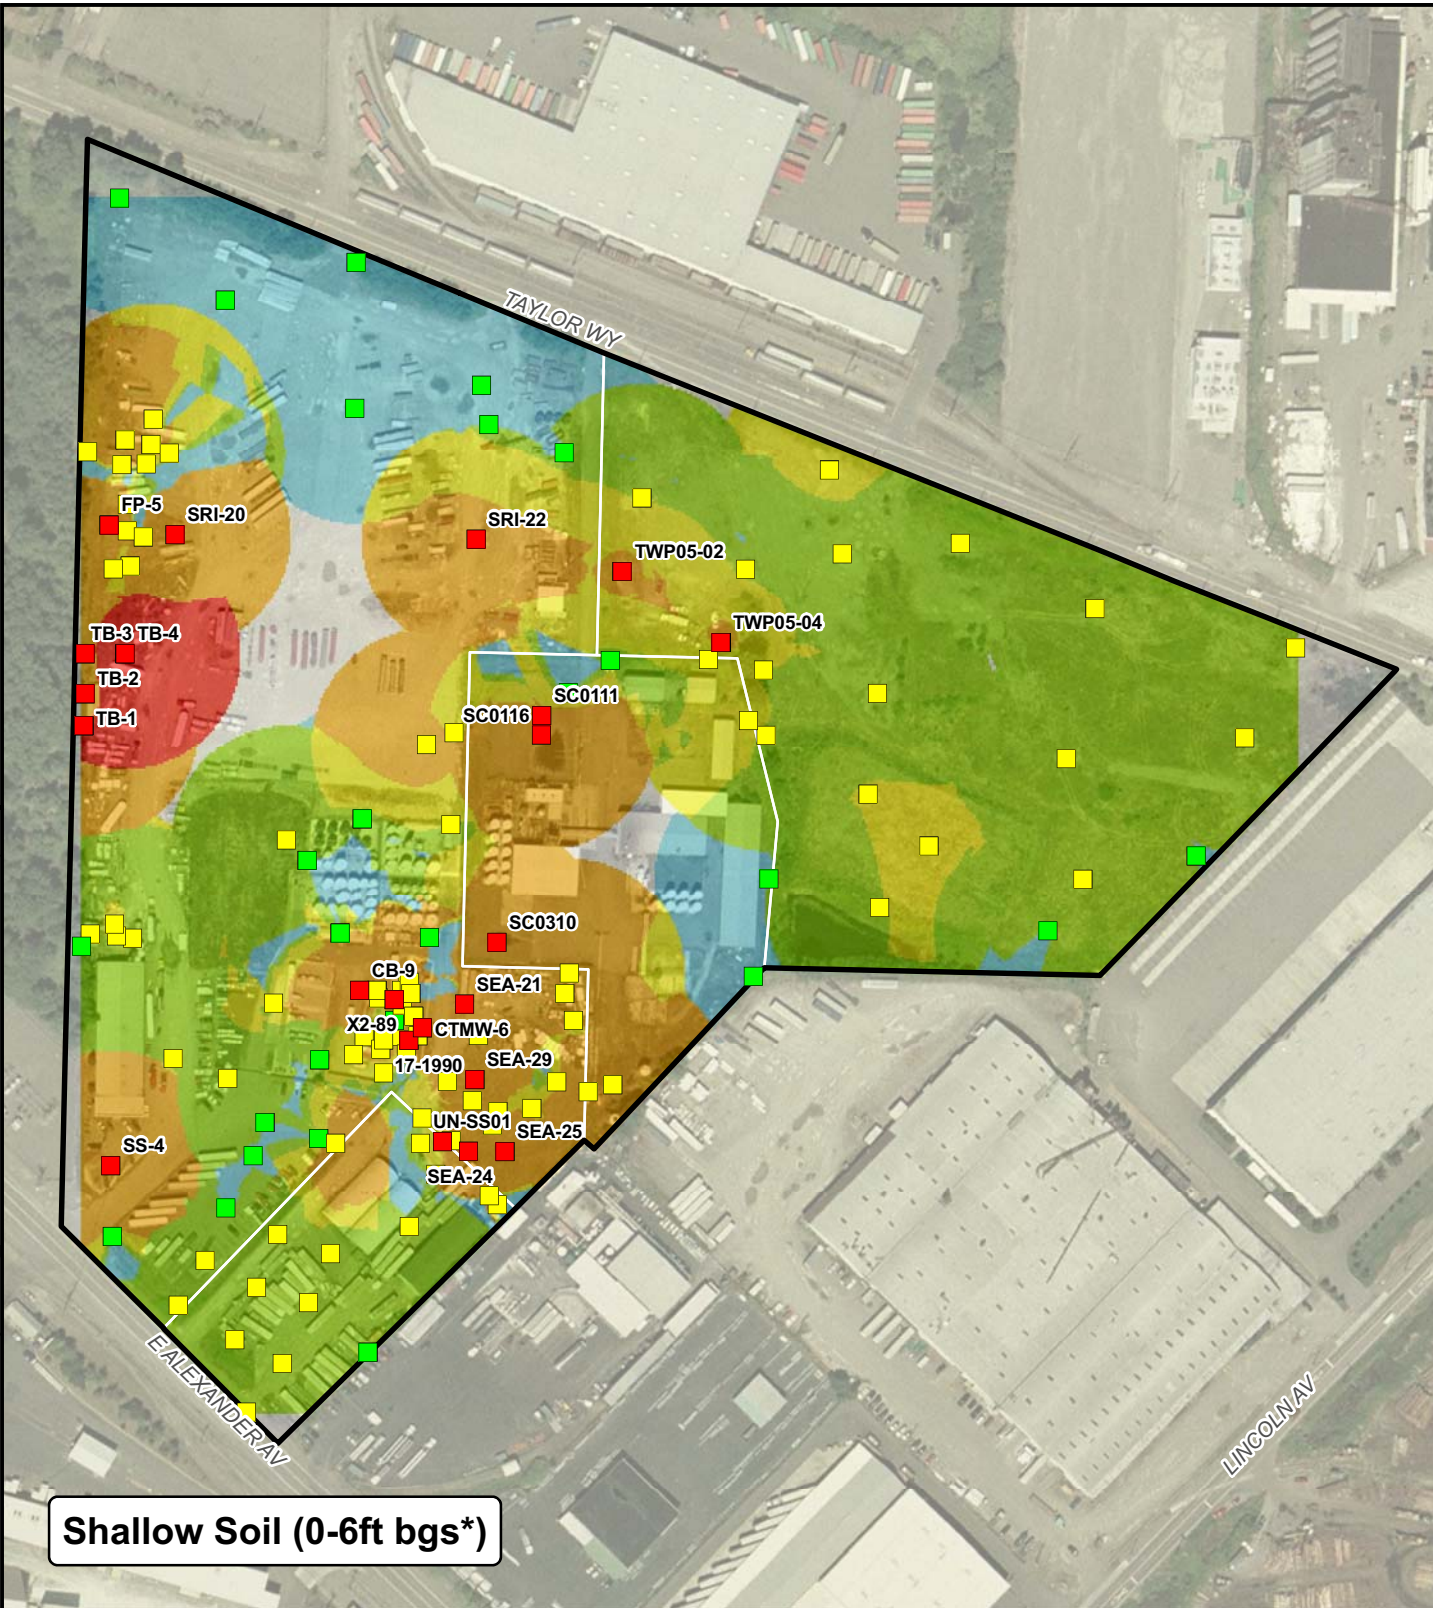 TAYLOR WY
FP-5
SRI-20
SRI-22
TWP05-02
TWP05-04
TB-3 TB-4
TB-2
TB-1
SC0111
SC0116
SC0310
CB-9
SEA-21
X2-89
CTMW-6
17-1990
SEA-29
UN-SS01
SEA-25
SS-4
SEA-24
E ALEXANDER AV
LINCOLN AV
Shallow Soil (0-6ft bgs*)